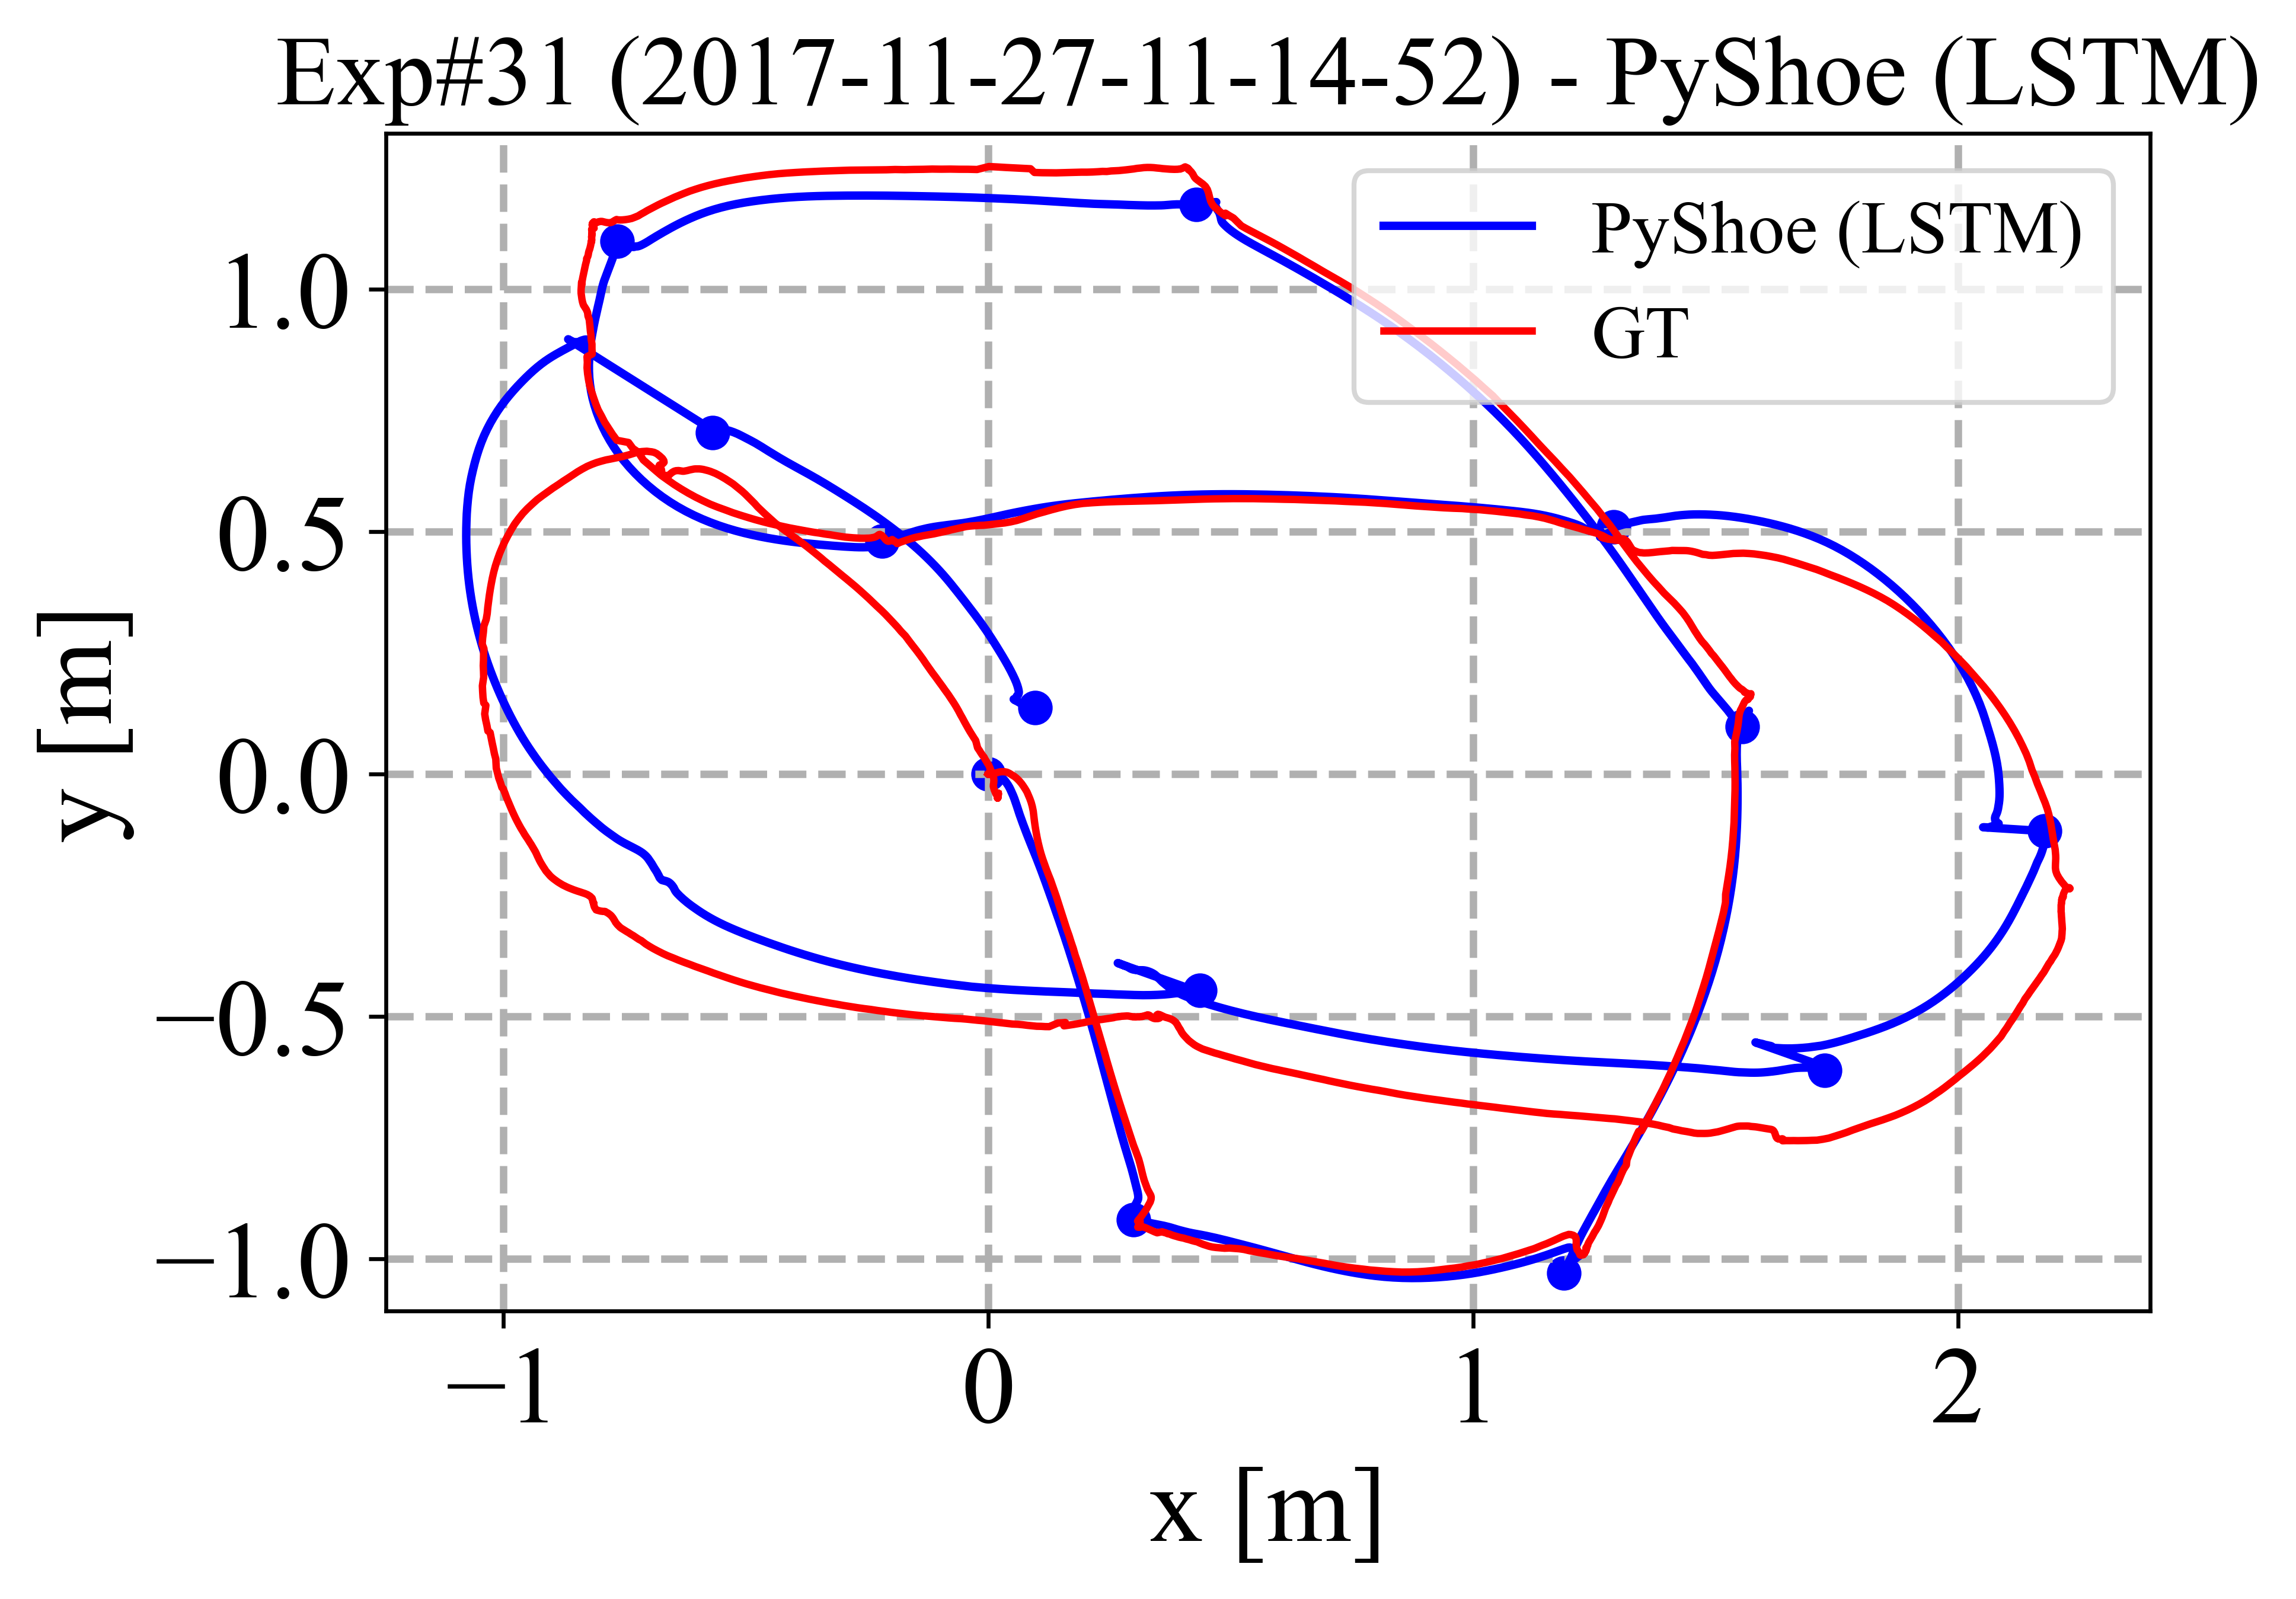 Exp#31 (2017-11-27-11-14-52) - PyShoe (LSTM)
PyShoe (LSTM)
GT
1.0
0.5
0.0
−0.5
−1.0
y [m]
−1 0 1 2
x [m]